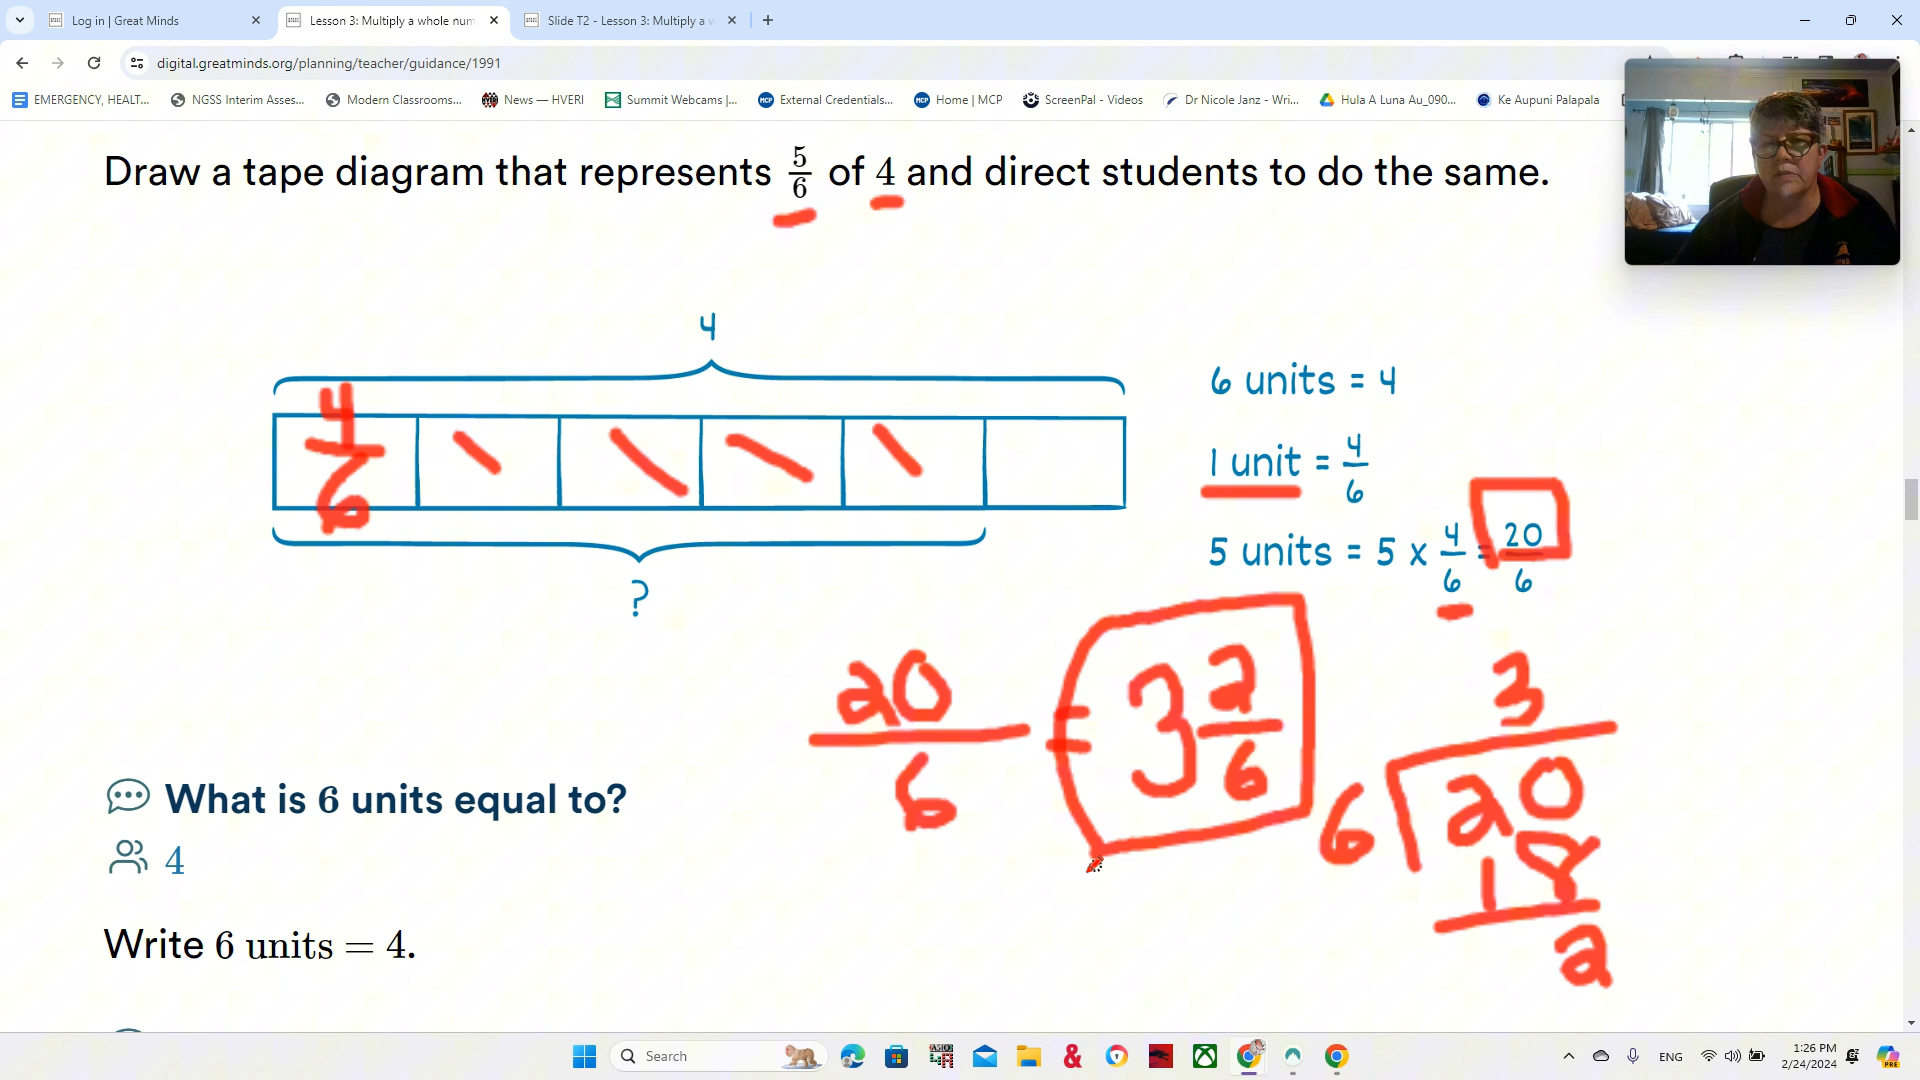 Log in | Great Minds
Lesson 3: Multiply a whole num
Slide T2 - Lesson 3: Multiply a w
digital.greatminds.org/planning/teacher/guidance/1991
EMERGENCY, HEALT...
NGSS Interim Asses...
Modern Classrooms...
News — HVERI
Summit Webcams |...
External Credentials...
Home | MCP
ScreenPal - Videos
Dr Nicole Janz - Wri...
Hula A Luna Au_090...
Ke Aupuni Palapala
Draw a tape diagram that represents 5/6 of 4 and direct students to do the same.
4
4/6
?
6 units = 4
1 unit = 4/6
5 units = 5 x 4/6 = 20/6
20/6 = 3 2/6
3
6 20
18
2
What is 6 units equal to?
4
Write 6 units = 4.
Search
ENG
1:26 PM
2/24/2024